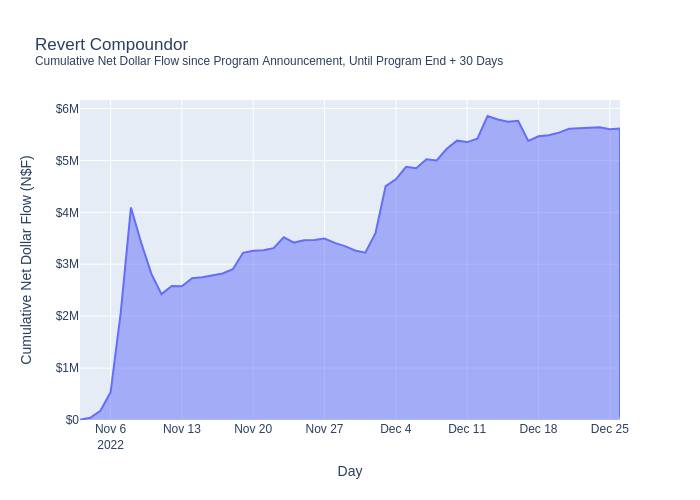 Revert Compoundor
Cumulative Net Dollar Flow since Program Announcement, Until Program End + 30 Days
Cumulative Net Dollar Flow (N$F)
$6M
$5M
$4M
$3M
$2M
$1M
$0
Nov 6
2022
Nov 13
Nov 20
Nov 27
Dec 4
Dec 11
Dec 18
Dec 25
Day